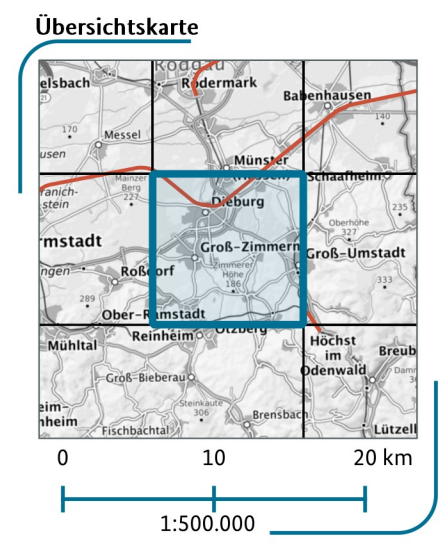 Übersichtskarte
Rodgau
elsbach
Rödermark
Babenhausen
170
140
Messel
usen
Münster
Schaafheim
ranich-
stein
Mainzer
Berg
227
Dieburg
235
Oberhöhe
327
rmstadt
Groß-Zimmern
Groß-Umstadt
ngen
Roßdorf
Zimmerer
Höhe
186
333
289
Ober-Ramstadt
Reinheim
Otzberg
Mühltal
Höchst
im
Odenwald
Breub
Groß-Bieberau
Steinkaute
306
eim-
nheim
Fischbachtal
Brensbach
Lützel
0 10 20 km
1:500.000